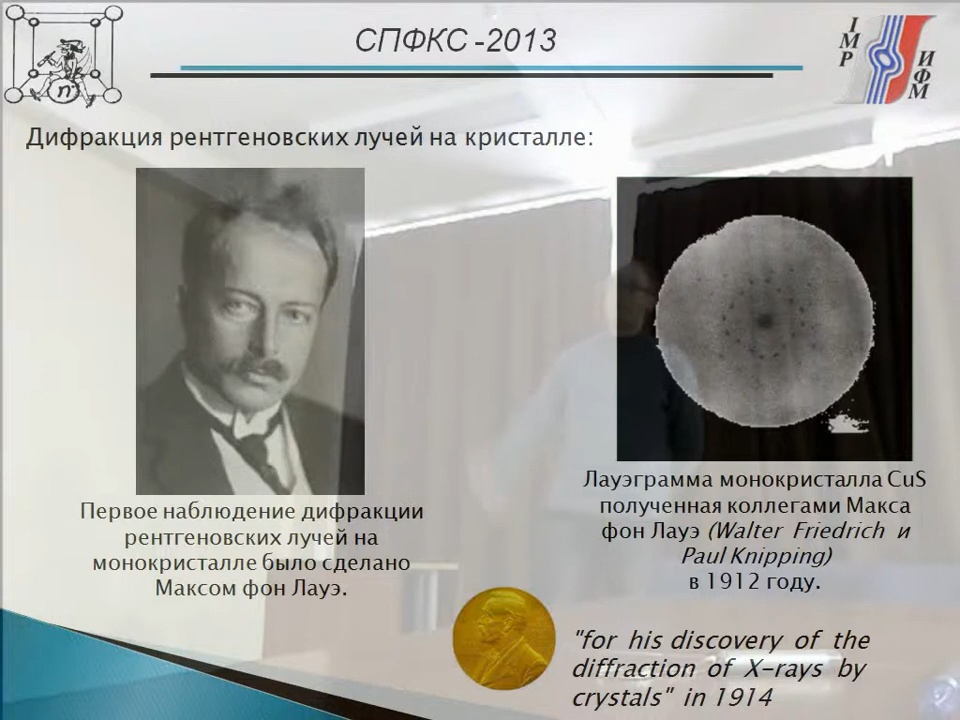 СПФКС -2013
I
M
P
И
Ф
M
n
Дифракция рентгеновских лучей на кристалле:
Первое наблюдение дифракции
рентгеновских лучей на
монокристалле было сделано
Максом фон Лауэ.
Лауэграмма монокристалла CuS
полученная коллегами Макса
фон Лауэ (Walter Friedrich и
Paul Knipping)
в 1912 году.
"for his discovery of the
diffraction of X-rays by
crystals" in 1914